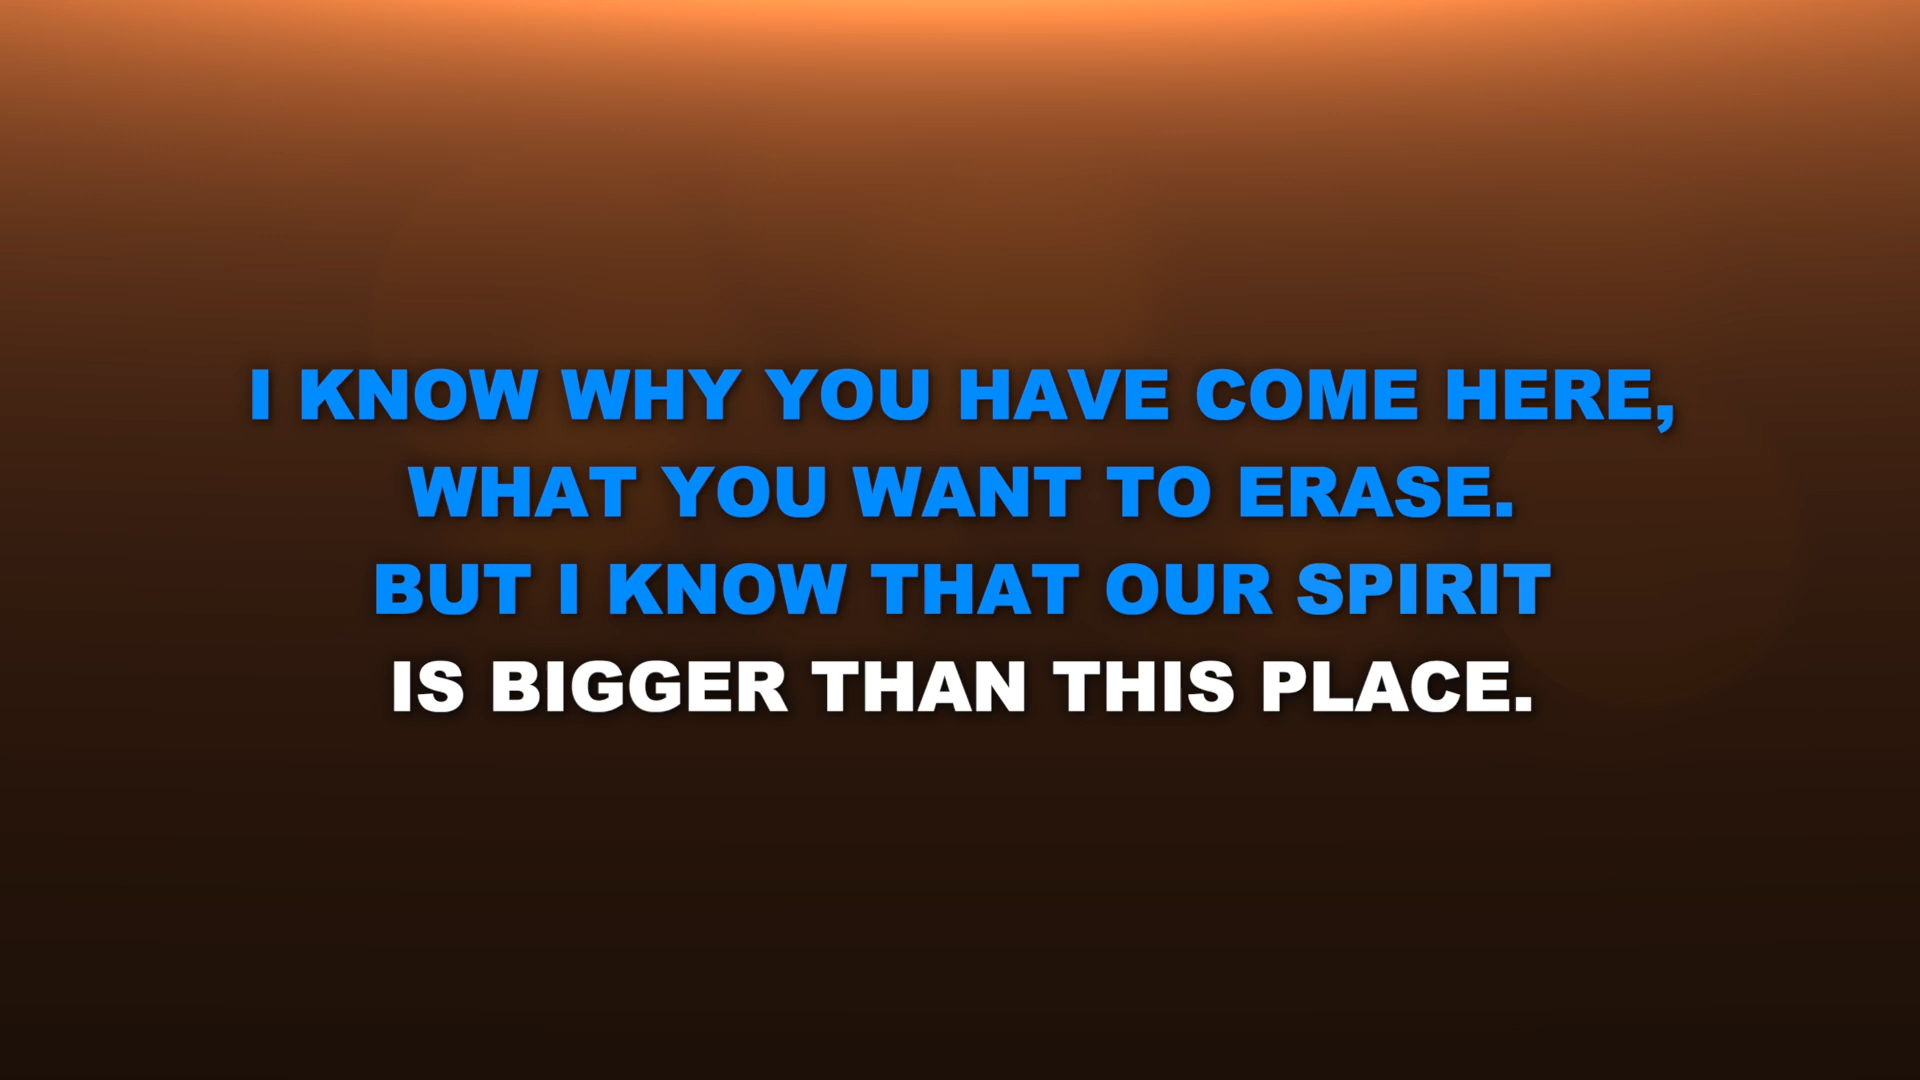 I KNOW WHY YOU HAVE COME HERE,
WHAT YOU WANT TO ERASE.
BUT I KNOW THAT OUR SPIRIT
IS BIGGER THAN THIS PLACE.